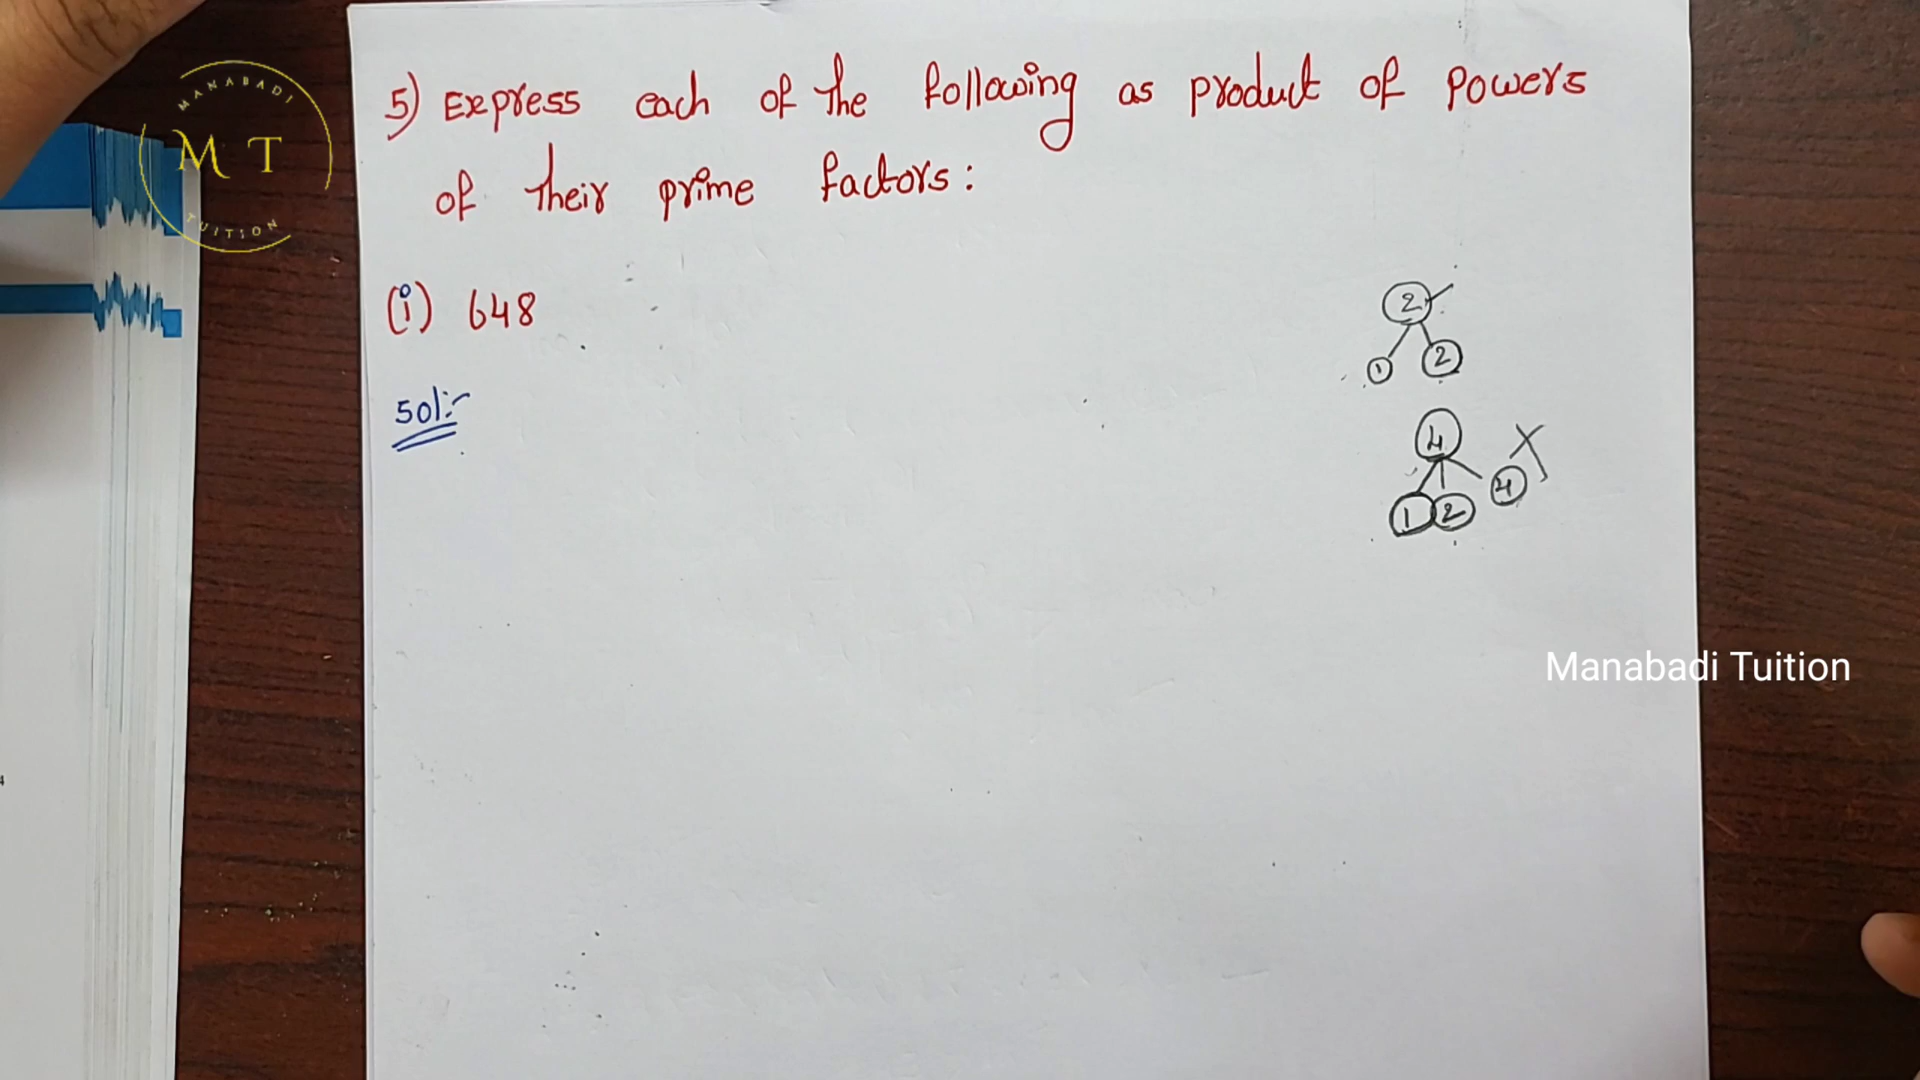 MANABADI
MT
TUITION
5) Express each of the following as product of Powers
of their prime factors:
(i) 648
Sol:-
2
1 2
4
1 2 4
Manabadi Tuition